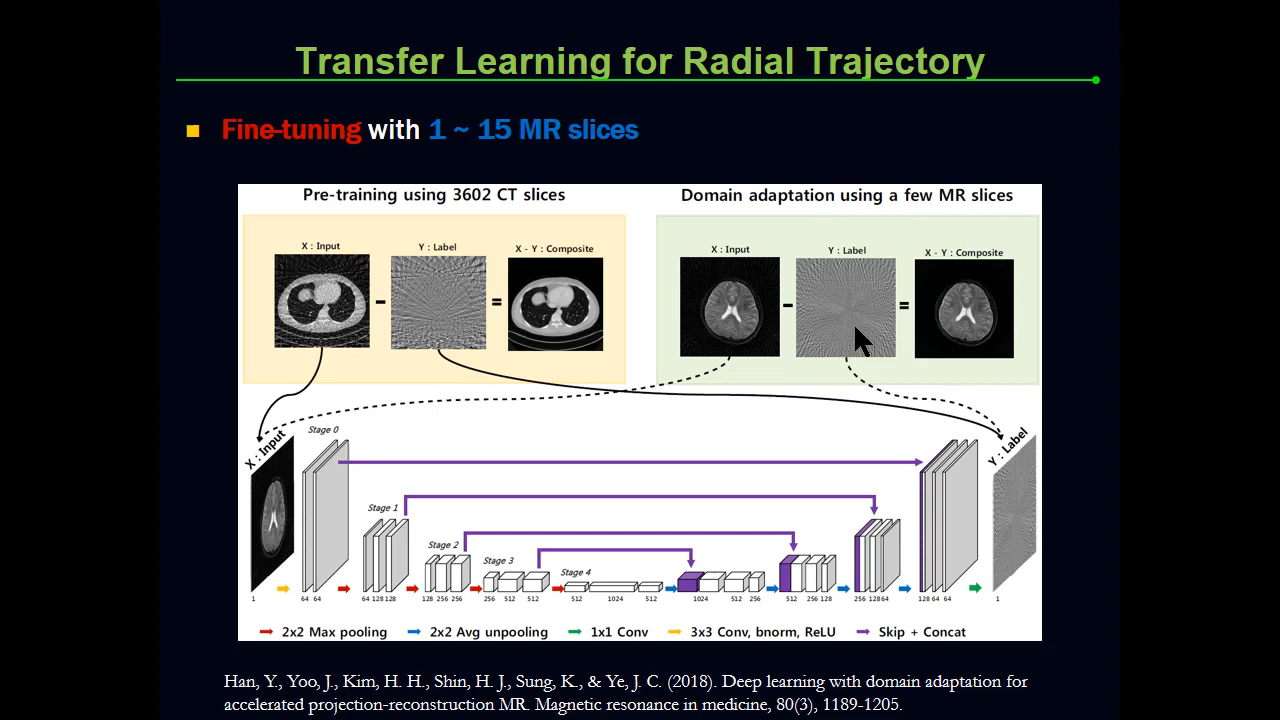 Transfer Learning for Radial Trajectory
Fine-tuning with 1 ~ 15 MR slices
Pre-training using 3602 CT slices
Domain adaptation using a few MR slices
X : Input
Y : Label
X - Y : Composite
X : Input
Y : Label
X - Y : Composite
X : Input
Stage 0
Y : Label
Stage 1
Stage 2
Stage 3
Stage 4
1 64 64 64 128 128 128 256 256 256 512 512 512 1024 512 1024 512 256 512 256 128 256 128 64 128 64 64 1
2x2 Max pooling
2x2 Avg unpooling
1x1 Conv
3x3 Conv, bnorm, ReLU
Skip + Concat
Han, Y., Yoo, J., Kim, H. H., Shin, H. J., Sung, K., & Ye, J. C. (2018). Deep learning with domain adaptation for
accelerated projection-reconstruction MR. Magnetic resonance in medicine, 80(3), 1189-1205.